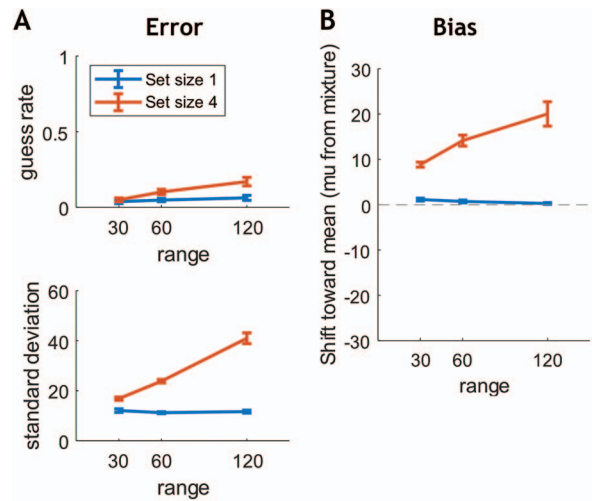 A
Error
1
0.5
0
guess rate
Set size 1
Set size 4
30 60 120
range
60
40
20
0
standard deviation
30 60 120
range
B
Bias
30
20
10
0
-10
-20
-30
Shift toward mean (mu from mixture)
30 60 120
range